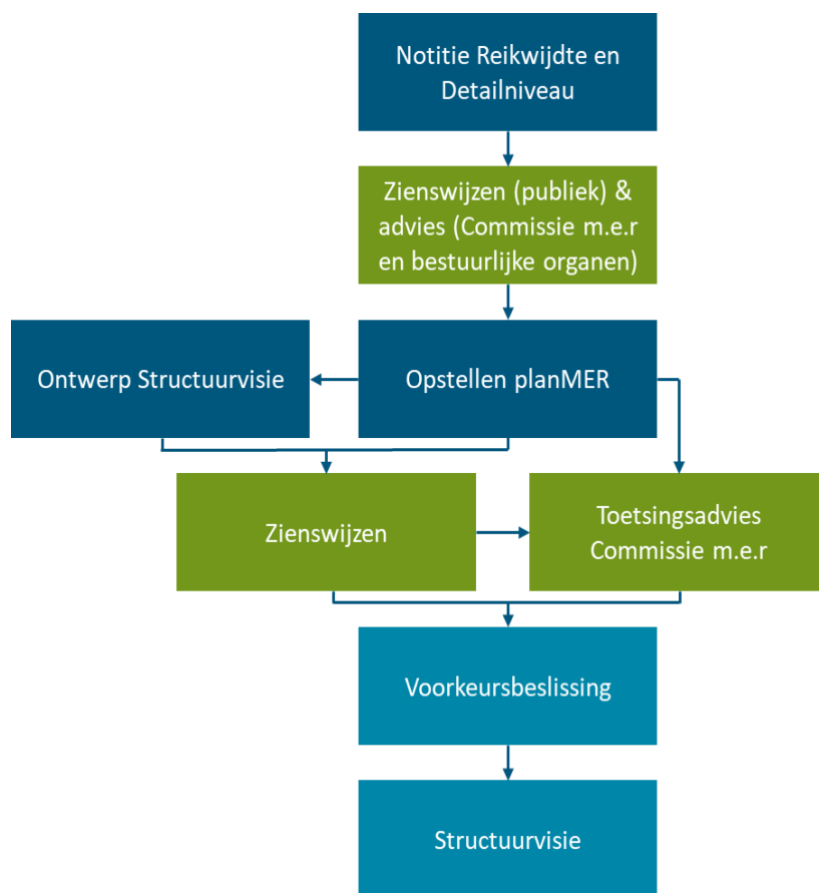 Notitie Reikwijdte en
Detailniveau
Zienswijzen (publiek) &
advies (Commissie m.e.r
en bestuurlijke organen)
Ontwerp Structuurvisie
Opstellen planMER
Zienswijzen
Toetsingsadvies
Commissie m.e.r
Voorkeursbeslissing
Structuurvisie